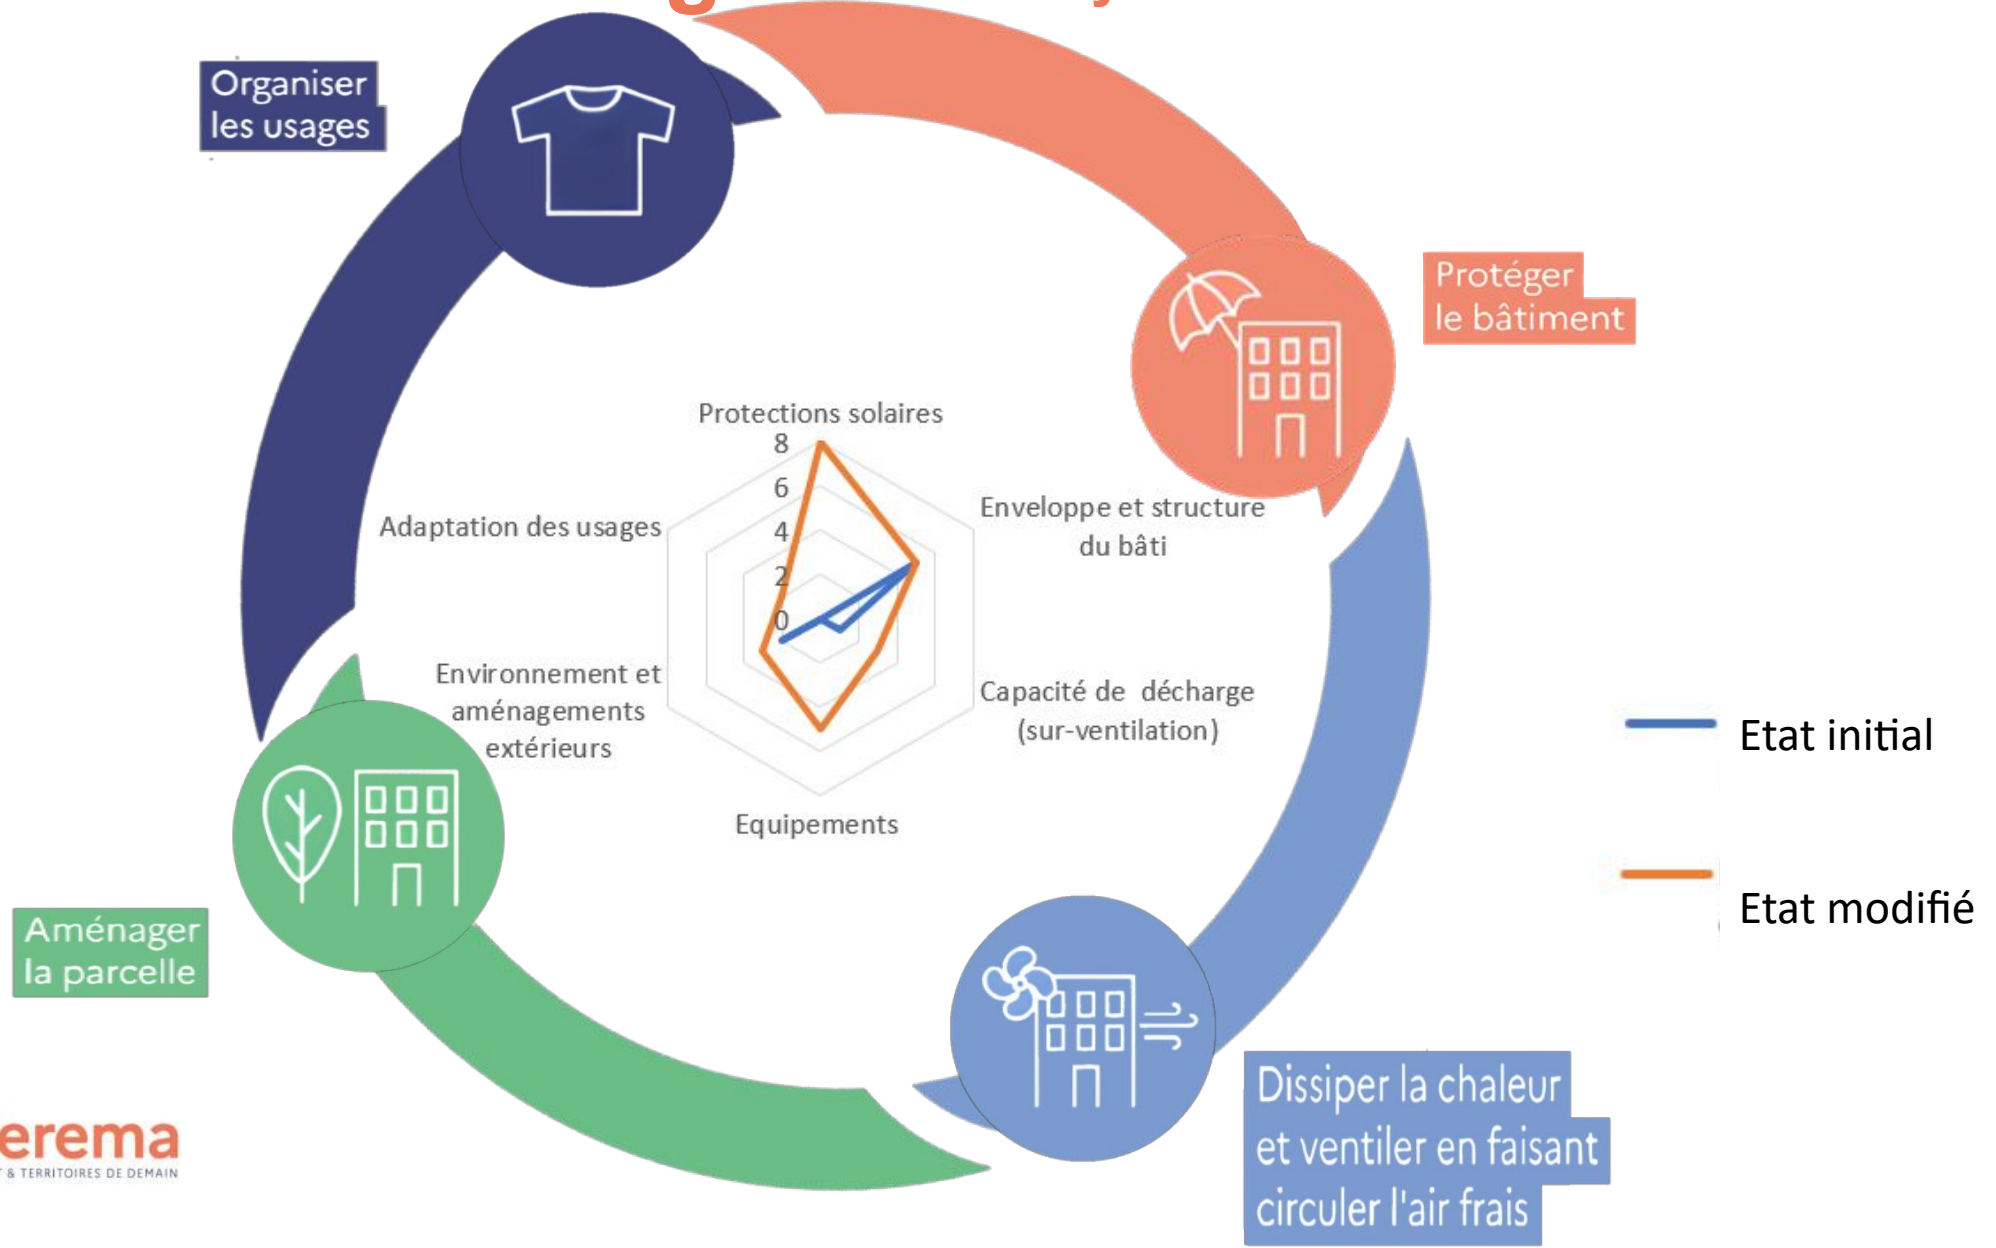 Organiser
les usages
Protéger
le bâtiment
Protections solaires
8
6
4
2
0
Enveloppe et structure
du bâti
Adaptation des usages
Environnement et
aménagements
extérieurs
Capacité de décharge
(sur-ventilation)
Equipements
Etat initial
Etat modifié
Aménager
la parcelle
Dissiper la chaleur
et ventiler en faisant
circuler l'air frais
erema
& TERRITOIRES DE DEMAIN